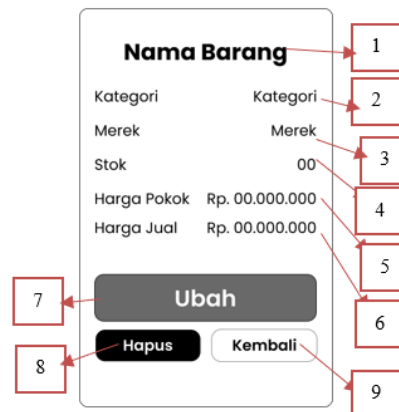 Nama Barang
1
Kategori Kategori
2
Merek Merek
3
Stok 00
4
Harga Pokok Rp. 00.000.000
5
Harga Jual Rp. 00.000.000
6
Ubah
7
Hapus Kembali
8
9